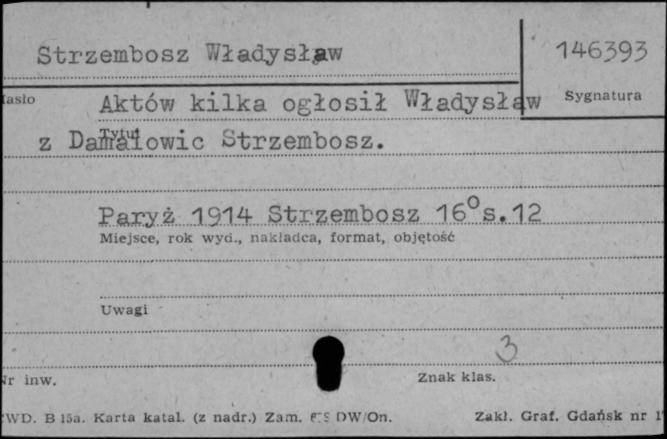 Strzembosz Władysław
146393
Aktów kilka ogłosił Władysław
Sygnatura
Tytuł
z Damałowic Strzembosz.
Paryż 1914 Strzembosz 16° s.12
Miejsce, rok wyd., nakładca, format, objętość
Uwagi
3
Nr inw.
Znak klas.
WD. B 15a. Karta katal. (z nadr.) Zam. DW/On.
Zakł. Graf. Gdańsk nr 1